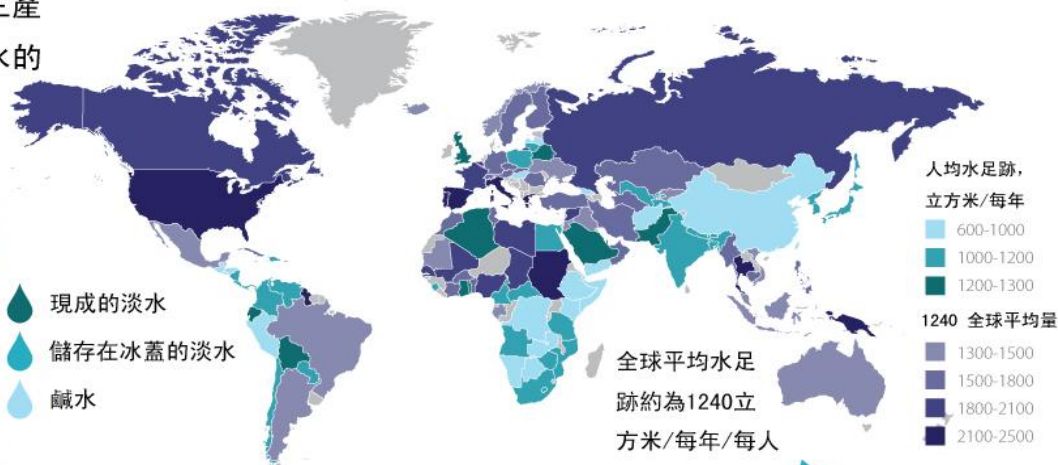 生產
水的
現成的淡水
儲存在冰蓋的淡水
鹹水
全球平均水足
跡約為1240立
方米/每年/每人
人均水足跡，
立方米/每年
600-1000
1000-1200
1200-1300
1240 全球平均量
1300-1500
1500-1800
1800-2100
2100-2500